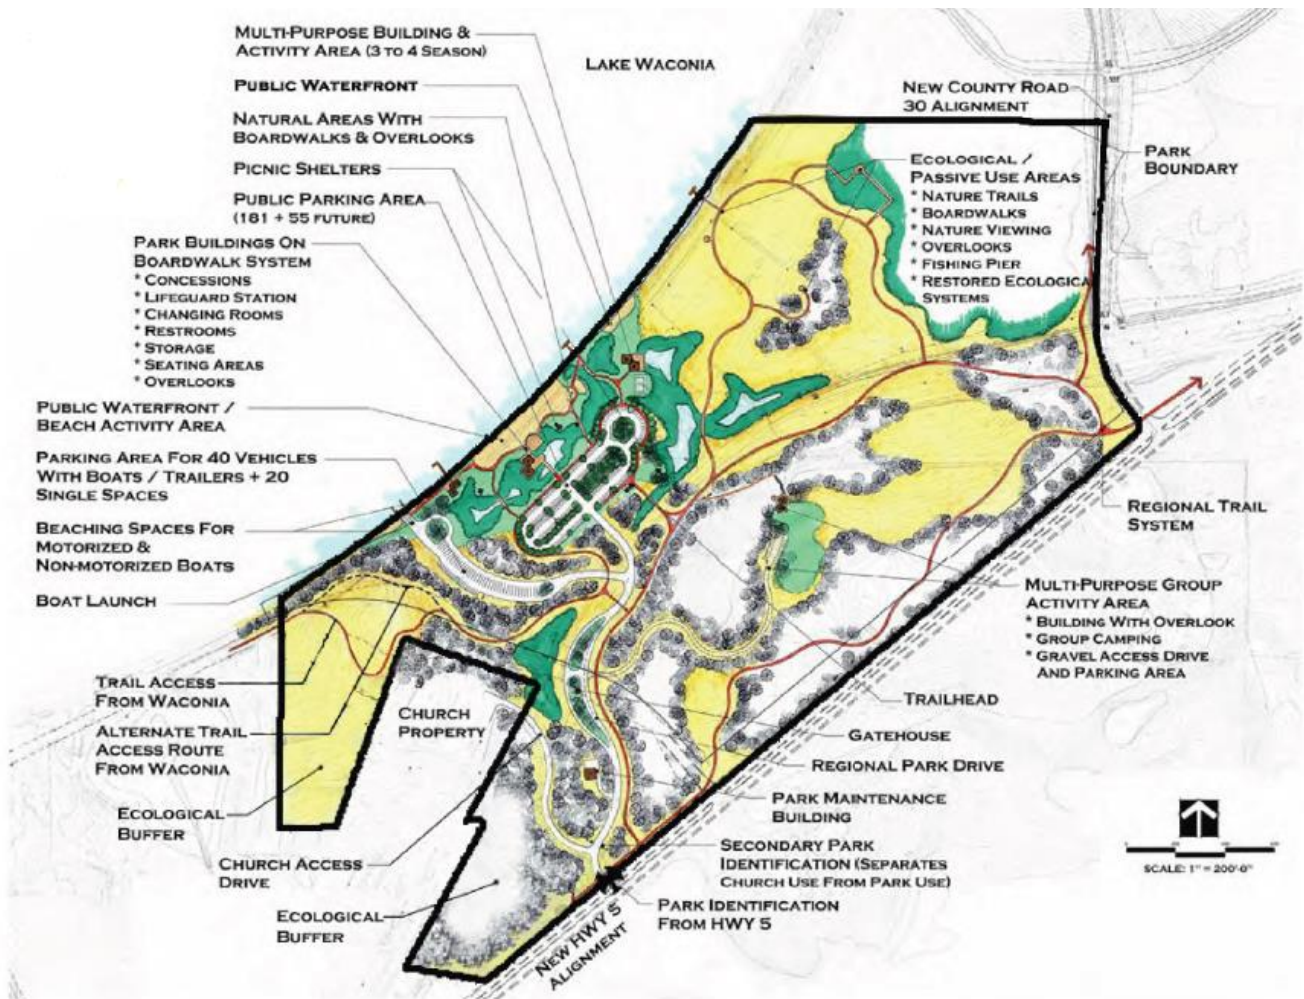 MULTI-PURPOSE BUILDING &
ACTIVITY AREA (3 TO 4 SEASON)
PUBLIC WATERFRONT
NATURAL AREAS WITH
BOARDWALKS & OVERLOOKS
PICNIC SHELTERS
PUBLIC PARKING AREA
(181 + 55 FUTURE)
PARK BUILDINGS ON
BOARDWALK SYSTEM
* CONCESSIONS
* LIFEGUARD STATION
* CHANGING ROOMS
* RESTROOMS
* STORAGE
* SEATING AREAS
* OVERLOOKS
PUBLIC WATERFRONT /
BEACH ACTIVITY AREA
PARKING AREA FOR 40 VEHICLES
WITH BOATS / TRAILERS + 20
SINGLE SPACES
BEACHING SPACES FOR
MOTORIZED &
NON-MOTORIZED BOATS
BOAT LAUNCH
TRAIL ACCESS
FROM WACONIA
ALTERNATE TRAIL
ACCESS ROUTE
FROM WACONIA
ECOLOGICAL
BUFFER
CHURCH ACCESS
DRIVE
ECOLOGICAL
BUFFER
CHURCH
PROPERTY
LAKE WACONIA
NEW COUNTY ROAD
30 ALIGNMENT
PARK
BOUNDARY
ECOLOGICAL /
PASSIVE USE AREAS
* NATURE TRAILS
* BOARDWALKS
* NATURE VIEWING
* OVERLOOKS
* FISHING PIER
* RESTORED ECOLOGICA
SYSTEMS
REGIONAL TRAIL
SYSTEM
MULTI-PURPOSE GROUP
ACTIVITY AREA
* BUILDING WITH OVERLOOK
* GROUP CAMPING
* GRAVEL ACCESS DRIVE
AND PARKING AREA
TRAILHEAD
GATEHOUSE
REGIONAL PARK DRIVE
PARK MAINTENANCE
BUILDING
SECONDARY PARK
IDENTIFICATION (SEPARATES
CHURCH USE FROM PARK USE)
PARK IDENTIFICATION
FROM HWY 5
NEW HWY 5
ALIGNMENT
SCALE: 1" = 200'-0"